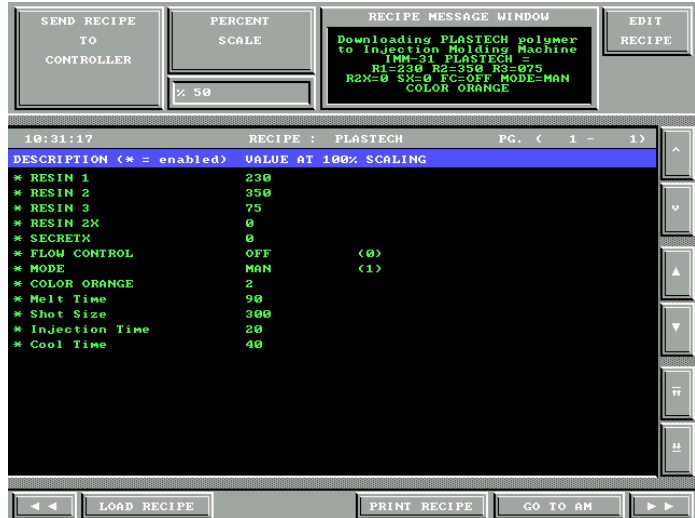 SEND RECIPE
TO
CONTROLLER
PERCENT
SCALE
% 50
RECIPE MESSAGE WINDOW
Downloading PLASTECH polymer
to Injection Molding Machine
IMM-31 PLASTECH =
R1=230 R2=350 R3=075
R2X=0 SX=0 FC=OFF MODE=MAN
COLOR ORANGE
EDIT
RECIPE
10:31:17 RECIPE : PLASTECH PG. ( 1 - 1)
DESCRIPTION (* = enabled) VALUE AT 100% SCALING
* RESIN 1 230
* RESIN 2 350
* RESIN 3 75
* RESIN 2X 0
* SECRETX 0
* FLOW CONTROL OFF (0)
* MODE MAN (1)
* COLOR ORANGE 2
* Melt Time 90
* Shot Size 300
* Injection Time 20
* Cool Time 40
LOAD RECIPE PRINT RECIPE GO TO AM